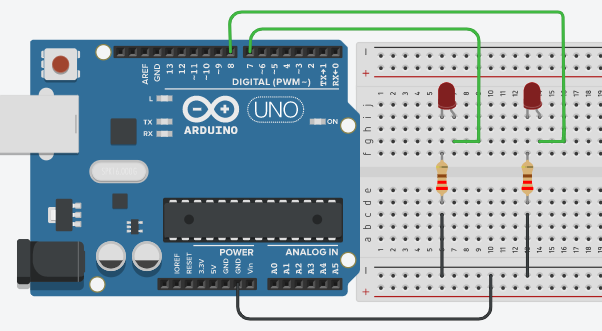 AREF
GND
13
12
~11
~10
~9
8
7
~6
~5
4
~3
2
TX→1
RX←0
DIGITAL (PWM~)
L
TX
RX
ARDUINO
UNO
ON
POWER
ANALOG IN
IOREF
RESET
3.3V
5V
GND
GND
Vin
A0
A1
A2
A3
A4
A5